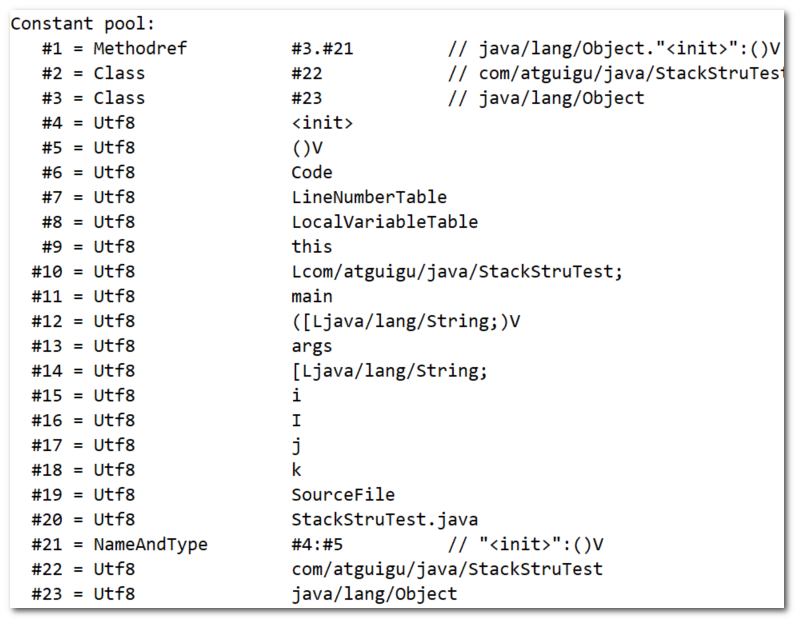 Constant pool:
#1 = Methodref #3.#21 // java/lang/Object."<init>":()V
#2 = Class #22 // com/atguigu/java/StackStruTest
#3 = Class #23 // java/lang/Object
#4 = Utf8 <init>
#5 = Utf8 ()V
#6 = Utf8 Code
#7 = Utf8 LineNumberTable
#8 = Utf8 LocalVariableTable
#9 = Utf8 this
#10 = Utf8 Lcom/atguigu/java/StackStruTest;
#11 = Utf8 main
#12 = Utf8 ([Ljava/lang/String;)V
#13 = Utf8 args
#14 = Utf8 [Ljava/lang/String;
#15 = Utf8 i
#16 = Utf8 I
#17 = Utf8 j
#18 = Utf8 k
#19 = Utf8 SourceFile
#20 = Utf8 StackStruTest.java
#21 = NameAndType #4:#5 // "<init>":()V
#22 = Utf8 com/atguigu/java/StackStruTest
#23 = Utf8 java/lang/Object